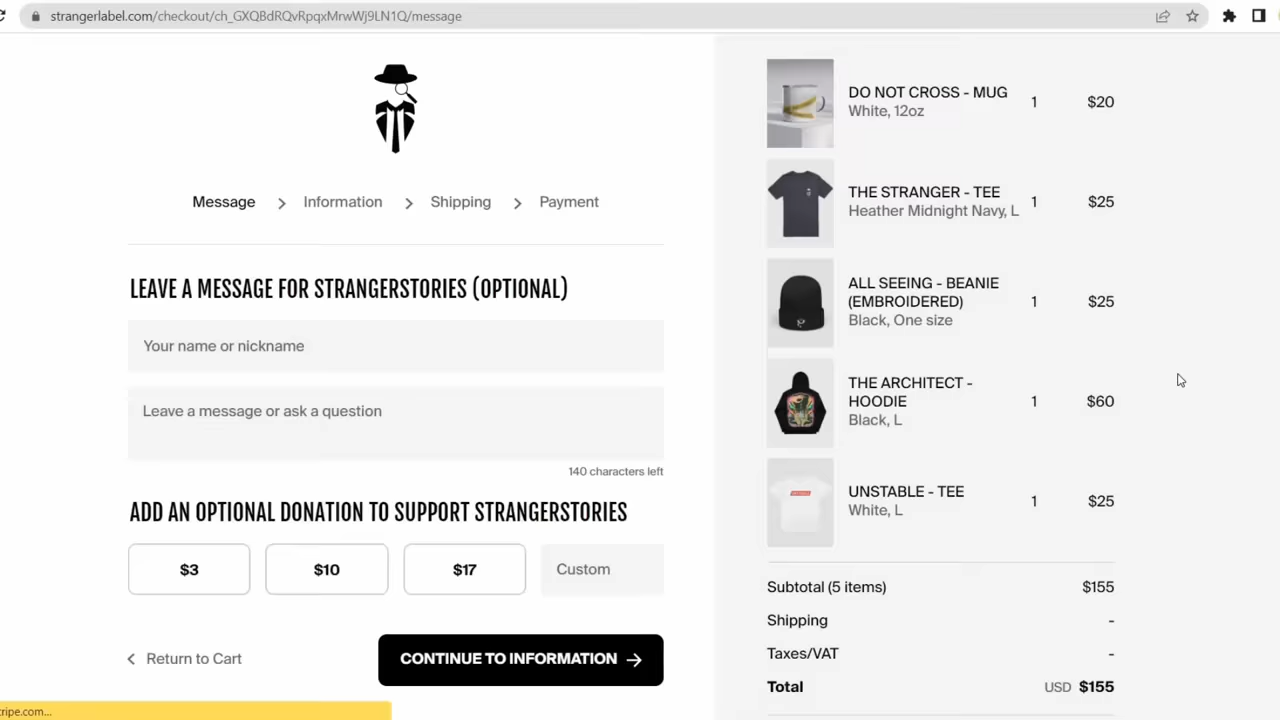 strangerlabel.com/checkout/ch_GXQBdRQvRpqxMrwWj9LN1Q/message
Message
Information
Shipping
Payment
LEAVE A MESSAGE FOR STRANGERSTORIES (OPTIONAL)
Your name or nickname
Leave a message or ask a question
140 characters left
ADD AN OPTIONAL DONATION TO SUPPORT STRANGERSTORIES
$3
$10
$17
Custom
Return to Cart
CONTINUE TO INFORMATION
ripe.com...
DO NOT CROSS - MUG 1 $20
White, 12oz
THE STRANGER - TEE 1 $25
Heather Midnight Navy, L
ALL SEEING - BEANIE
(EMBROIDERED) 1 $25
Black, One size
THE ARCHITECT -
HOODIE 1 $60
Black, L
UNSTABLE - TEE 1 $25
White, L
Subtotal (5 items) $155
Shipping -
Taxes/VAT -
Total USD $155